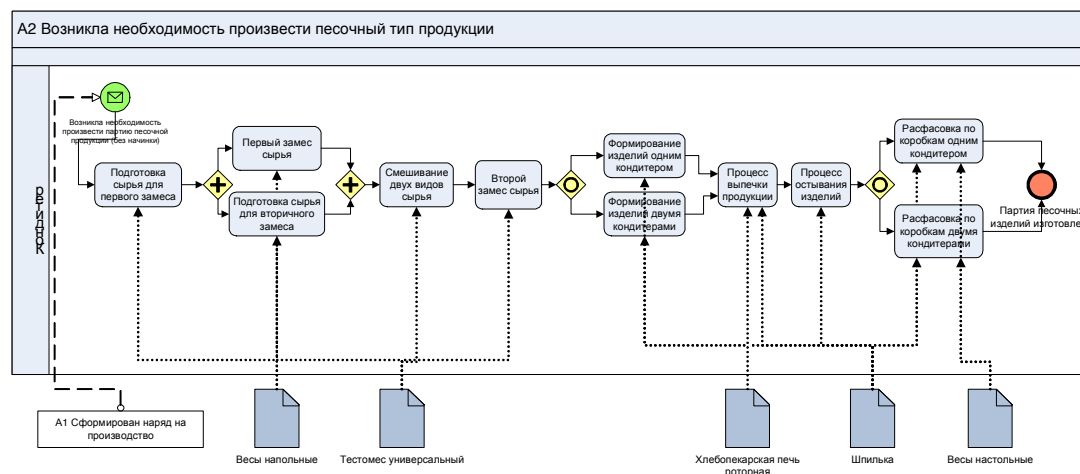 А2 Возникла необходимость произвести песочный тип продукции
Кондитер
Возникла необходимость
произвести партию песочной
продукции (без начинки)
Подготовка
сырья для
первого замеса
Первый замес
сырья
Подготовка сырья
для вторичного
замеса
Смешивание
двух видов
сырья
Второй
замес сырья
Формирование
изделий одним
кондитером
Формирование
изделия двумя
кондитерами
Процесс
выпечки
продукции
Процесс
остывания
изделий
Расфасовка по
коробкам одним
кондитером
Расфасовка по
коробкам двумя
кондитерами
Партия песочных
изделий изготовле
А1 Сформирован наряд на
производство
Весы напольные
Тестомес универсальный
Хлебопекарская печь
роторная
Шпилька
Весы настольные